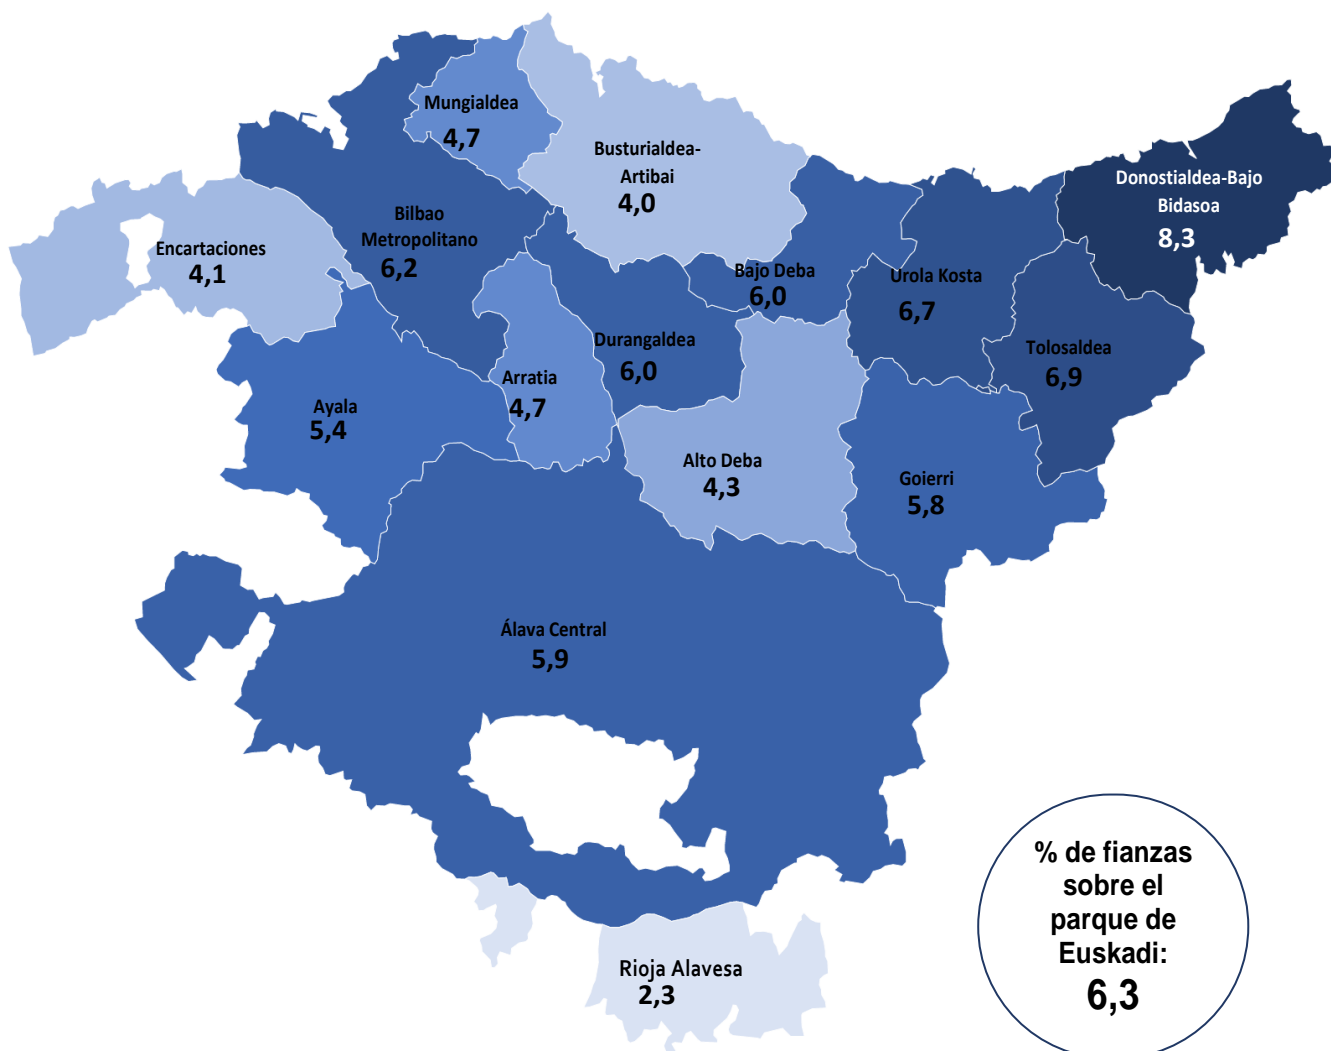 Mungialdea
4,7
Busturialdea-
Artibai
4,0
Donostialdea-Bajo
Bidasoa
8,3
Bilbao
Metropolitano
6,2
Encartaciones
4,1
Bajo Deba
6,0
Urola Kosta
6,7
Durangaldea
6,0
Tolosaldea
6,9
Arratia
4,7
Ayala
5,4
Alto Deba
4,3
Goierri
5,8
Álava Central
5,9
% de fianzas
sobre el
parque de
Euskadi:
6,3
Rioja Alavesa
2,3